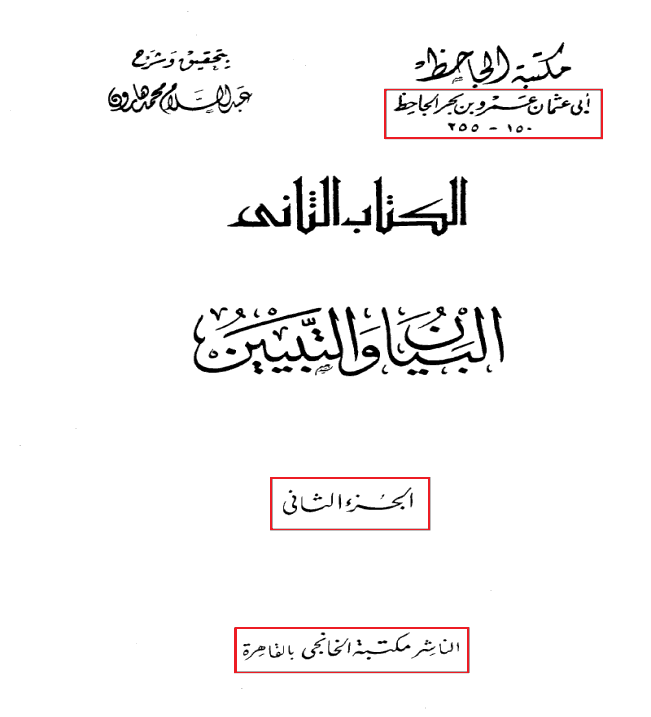 مكتبة الجاحظ
أبي عثمان عمرو بن بحر الجاحظ
١٥٠ - ٢٥٥
بتحقيق وشرح
عبد السلام محمد هارون
الكتاب الثانى
البيان والتبيين
الجزء الثانى
الناشر مكتبة الخانجى بالقاهرة